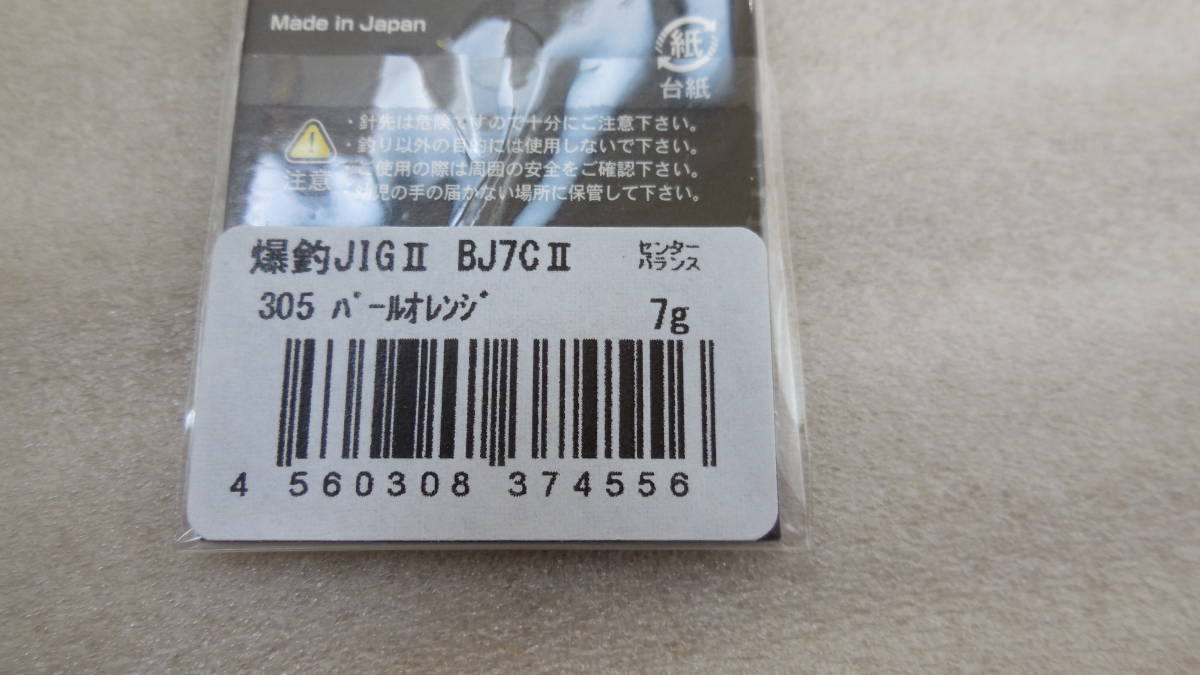 Made in Japan
紙
台紙
・針先は危険ですので十分にご注意下さい。
・釣り以外の目的には使用しないで下さい。
ご使用の際は周囲の安全をご確認下さい。
注意
幼児の手の届かない場所に保管して下さい。
爆釣JIGⅡ BJ7CⅡ
センター
バランス
305 ﾊﾟｰﾙｵﾚﾝｼﾞ
7g
4 560308 374556